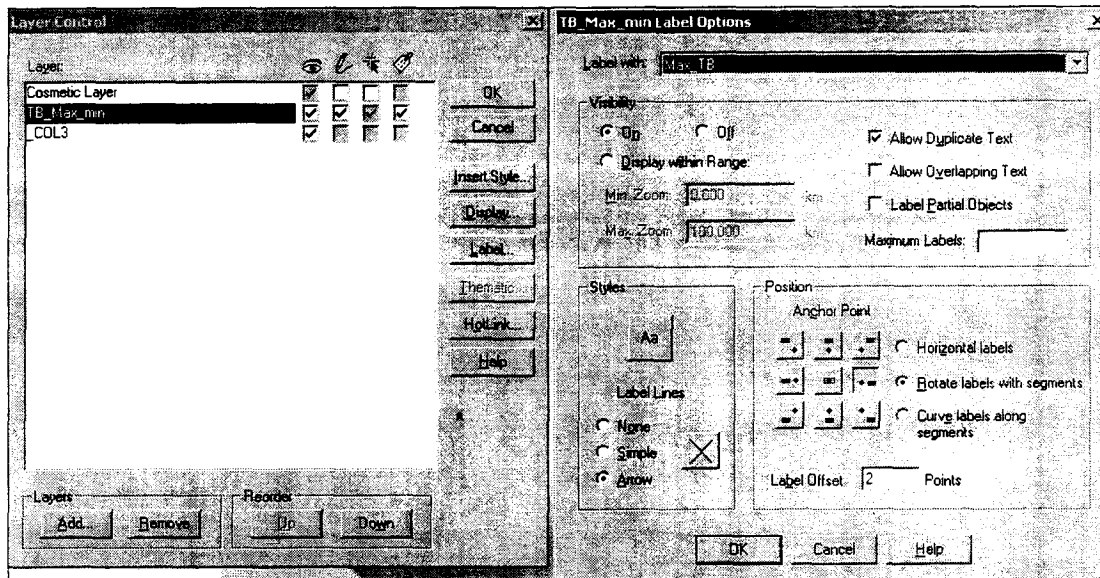 Layer Control
Layer:
Cosmetic Layer
TB_Max_min
_COL3
OK
Cancel
Insert Style...
Display...
Label...
Thematic...
HotLink...
Help
Layers
Add...
Remove
Reorder
Up
Down
TB_Max_min Label Options
Label with: Max_TB
Visibility
On
Off
Display within Range:
Min Zoom: 0.000 km
Max Zoom: 100.000 km
Allow Duplicate Text
Allow Overlapping Text
Label Partial Objects
Maximum Labels:
Styles
Aa
Label Lines
None
Simple
Arrow
Position
Anchor Point
Horizontal labels
Rotate labels with segments
Curve labels along
segments
Label Offset: 2 Points
OK
Cancel
Help